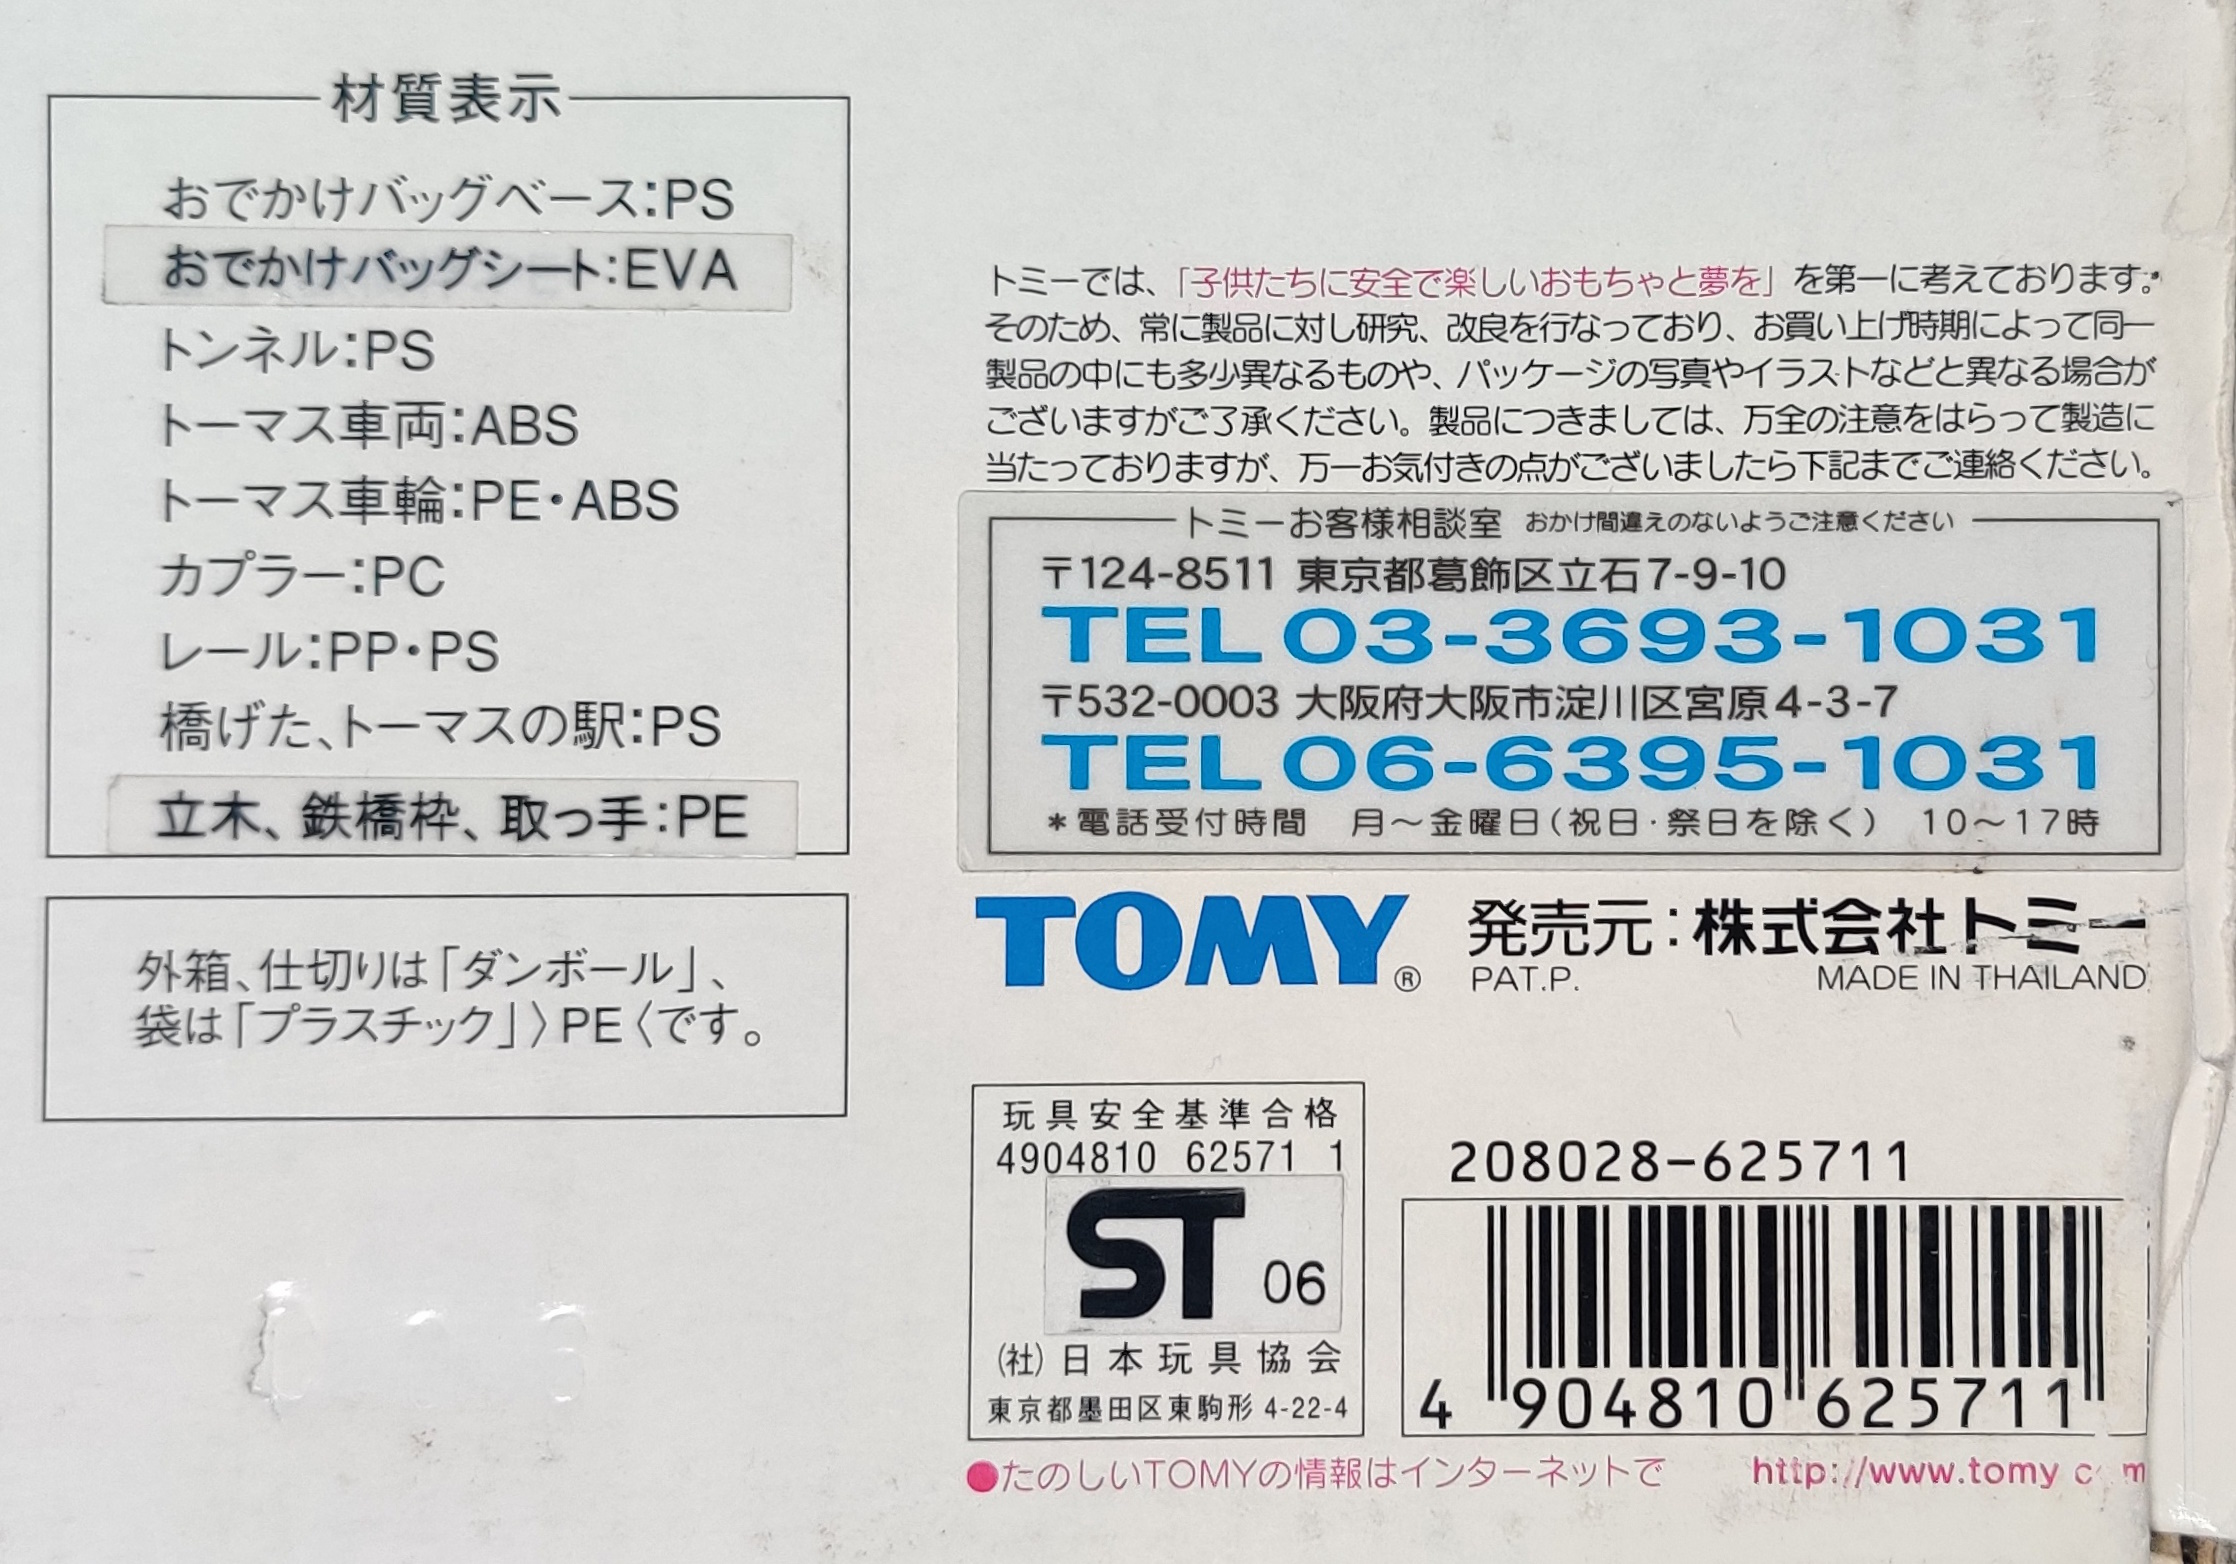 材質表示
おでかけバッグベース:PS
おでかけバッグシート:EVA
トンネル:PS
トーマス車両:ABS
トーマス車輪:PE・ABS
カプラー:PC
レール:PP・PS
橋げた、トーマスの駅:PS
立木、鉄橋枠、取っ手:PE
外箱、仕切りは「ダンボール」、
袋は「プラスチック」〉PE〈です。
トミーでは、「子供たちに安全で楽しいおもちゃと夢を」を第一に考えております。
そのため、常に製品に対し研究、改良を行なっており、お買い上げ時期によって同一
製品の中にも多少異なるものや、パッケージの写真やイラストなどと異なる場合が
ございますがご了承ください。製品につきましては、万全の注意をはらって製造に
当たっておりますが、万一お気付きの点がございましたら下記までご連絡ください。
トミーお客様相談室 おかけ間違えのないようご注意ください
〒124-8511 東京都葛飾区立石7-9-10
TEL03-3693-1031
〒532-0003 大阪府大阪市淀川区宮原4-3-7
TEL06-6395-1031
*電話受付時間 月〜金曜日(祝日・祭日を除く) 10〜17時
TOMY® 発売元:株式会社トミー
PAT.P. MADE IN THAILAND
玩具安全基準合格
4904810 62571 1
ST 06
(社)日本玩具協会
東京都墨田区東駒形 4-22-4
208028-625711
4 904810 625711
●たのしいTOMYの情報はインターネットで http://www.tomy